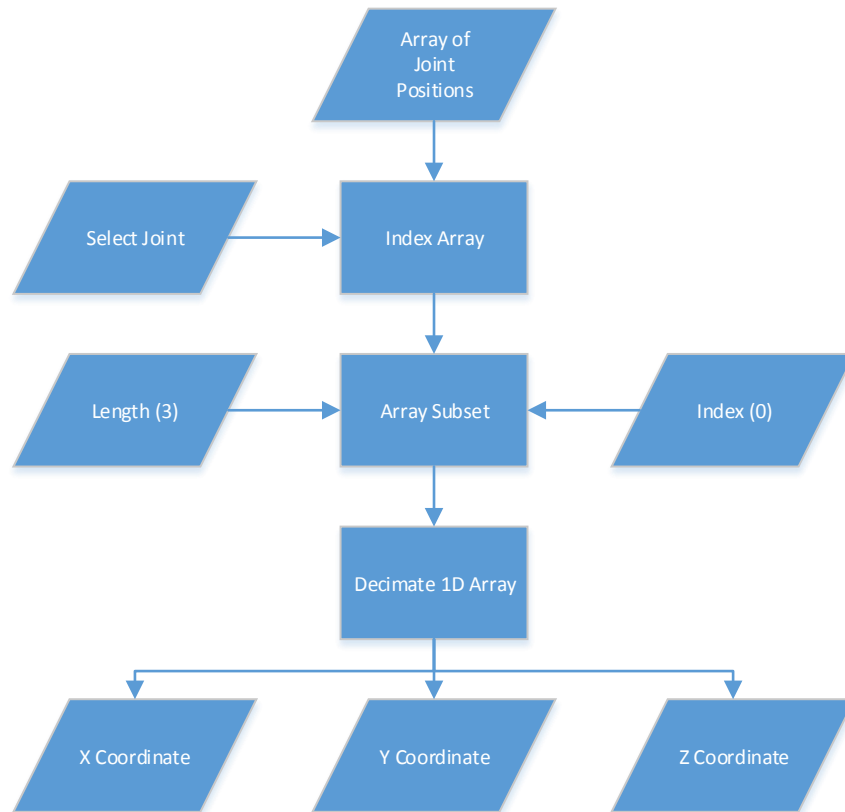 Array of
Joint
Positions
Select Joint
Index Array
Length (3)
Array Subset
Index (0)
Decimate 1D Array
X Coordinate
Y Coordinate
Z Coordinate